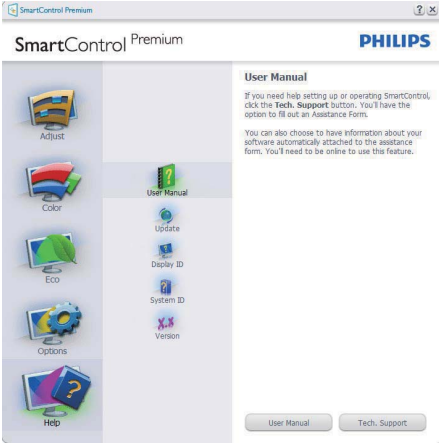 SmartControl Premium
SmartControl Premium
PHILIPS
Adjust
Color
Eco
Options
Help
User Manual
Update
Display ID
System ID
X.X
Version
User Manual
If you need help setting up or operating SmartControl,
click the Tech. Support button. You'll have the
option to fill out an Assistance Form.
You can also choose to have information about your
software automatically attached to the assistance
form. You'll need to be online to use this feature.
User Manual
Tech. Support